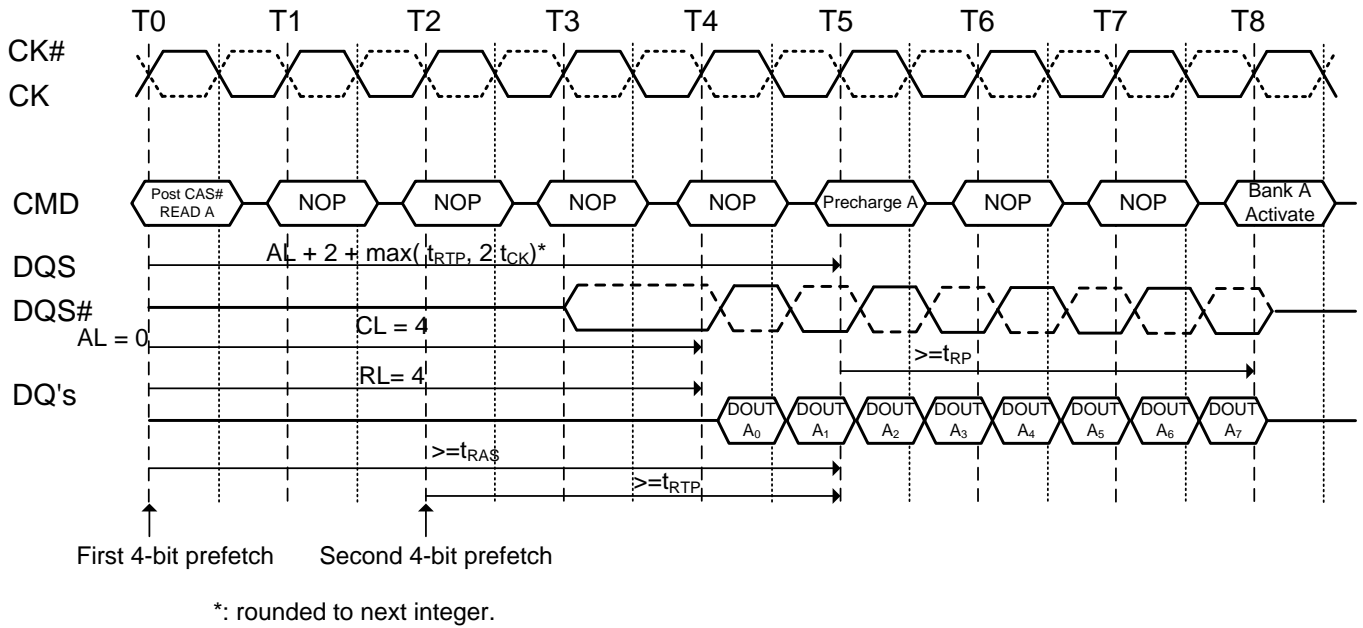 T0 T1 T2 T3 T4 T5 T6 T7 T8
CK#
CK
CMD
Post CAS#
READ A
NOP
NOP
NOP
NOP
Precharge A
NOP
NOP
Bank A
Activate
AL + 2 + max( tRTP, 2 tCK)*
DQS
DQS#
AL = 0
CL = 4
>=tRP
RL= 4
DQ's
DOUT
A0
DOUT
A1
DOUT
A2
DOUT
A3
DOUT
A4
DOUT
A5
DOUT
A6
DOUT
A7
>=tRAS
>=tRTP
First 4-bit prefetch
Second 4-bit prefetch
*: rounded to next integer.